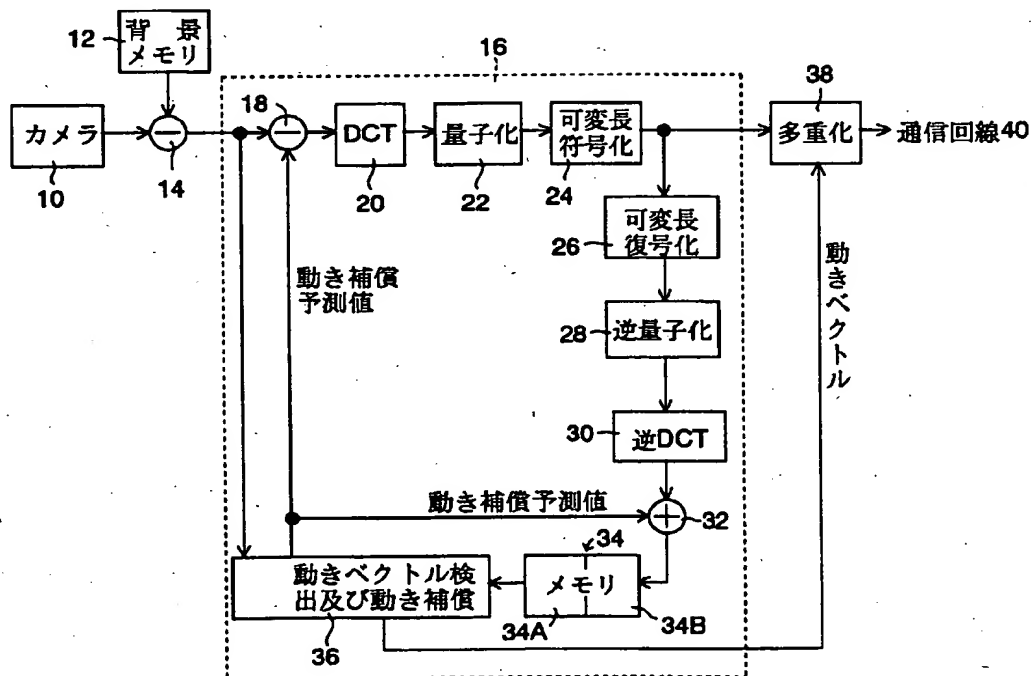 12
背 景
メモリ
16
カメラ
10
14
18
DCT
20
量子化
22
可変長
符号化
24
38
多重化
通信回線40
可変長
復号化
26
動き補償
予測値
逆量子化
28
動きベクトル
30
逆DCT
動き補償予測値
32
34
動きベクトル検
出及び動き補償
36
メモリ
34A
34B